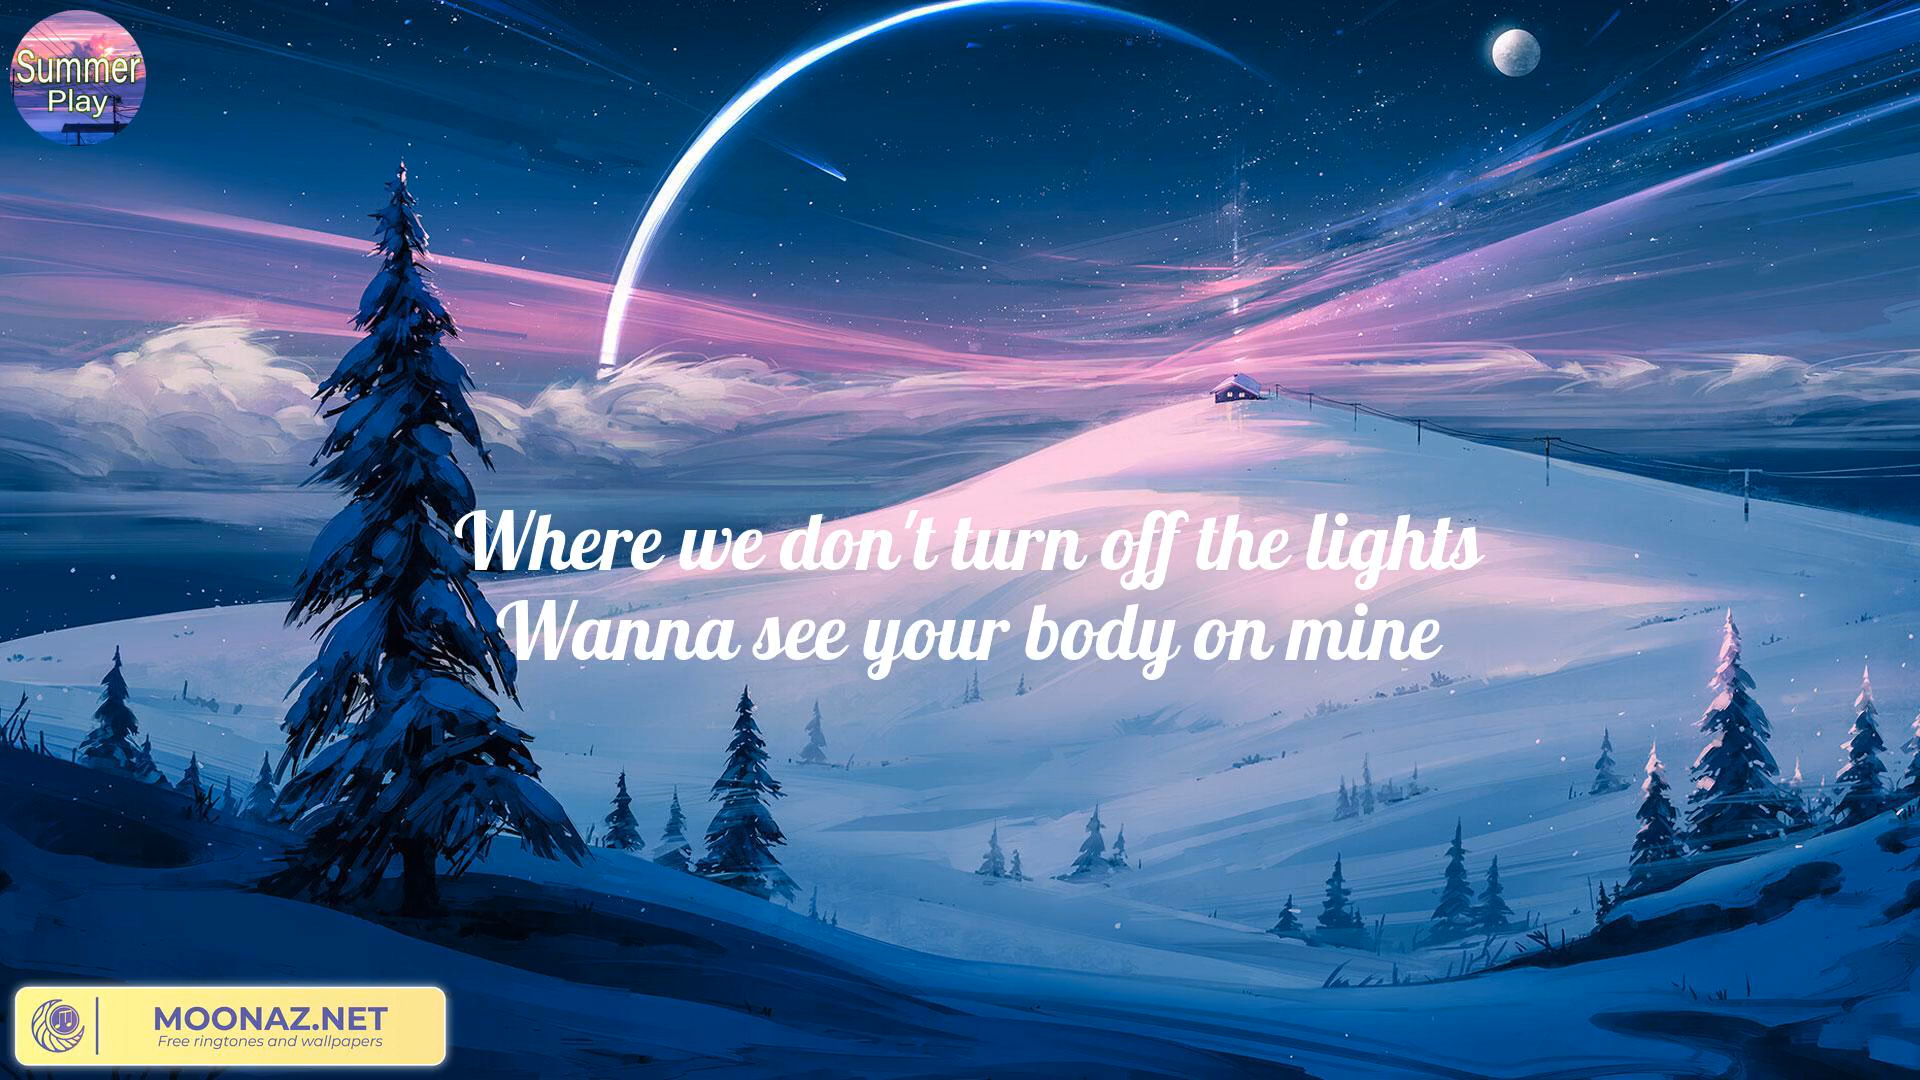 Summer
Play
Where we don't turn off the lights
Wanna see your body on mine
MOONAZ.NET
Free ringtones and wallpapers